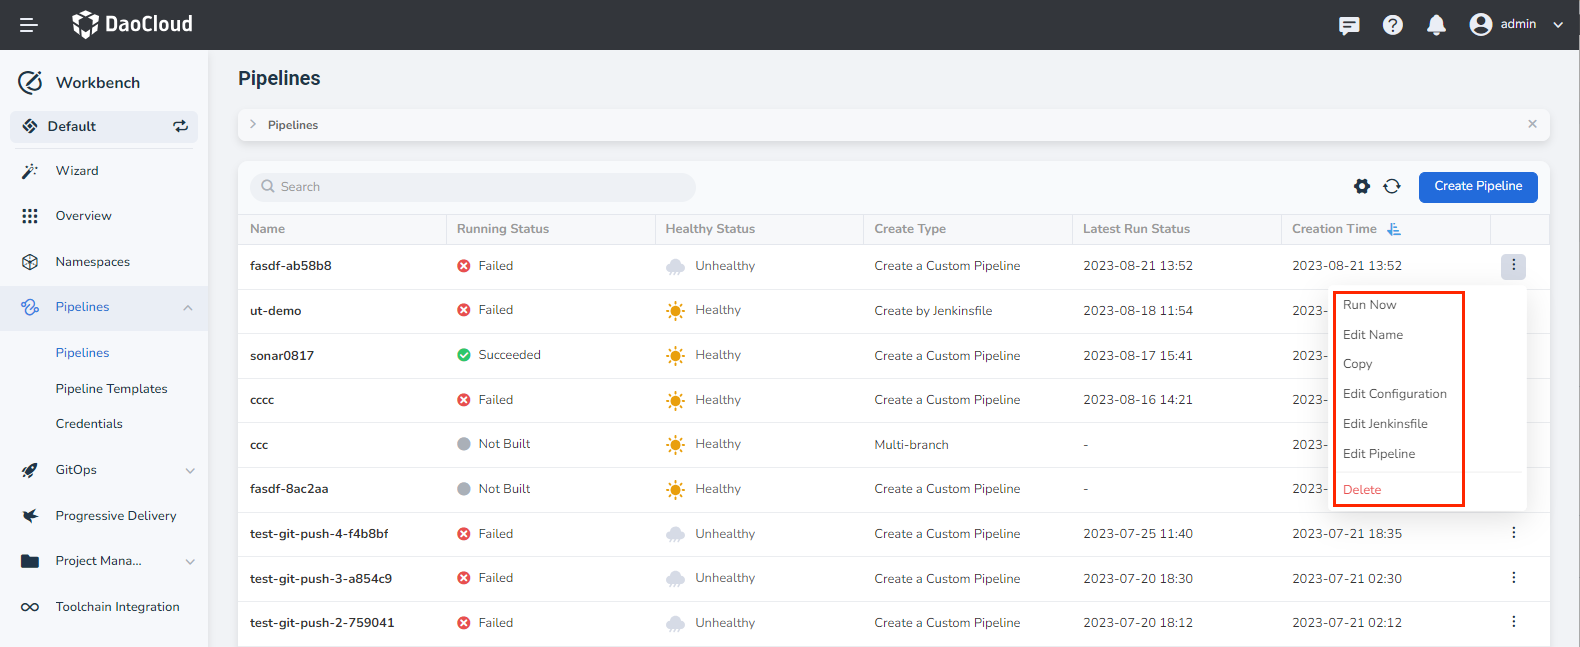 DaoCloud
admin
Workbench
Default
Wizard
Overview
Namespaces
Pipelines
Pipelines
Pipeline Templates
Credentials
GitOps
Progressive Delivery
Project Mana...
Toolchain Integration
Pipelines
Pipelines
Search
Create Pipeline
Name Running Status Healthy Status Create Type Latest Run Status Creation Time
fasdf-ab58b8 Failed Unhealthy Create a Custom Pipeline 2023-08-21 13:52 2023-08-21 13:52
ut-demo Failed Healthy Create by Jenkinsfile 2023-08-18 11:54 2023-
sonar0817 Succeeded Healthy Create a Custom Pipeline 2023-08-17 15:41 2023-
cccc Failed Healthy Create a Custom Pipeline 2023-08-16 14:21 2023-
ccc Not Built Healthy Multi-branch - 2023-
fasdf-8ac2aa Not Built Healthy Create a Custom Pipeline - 2023-
test-git-push-4-f4b8bf Failed Unhealthy Create a Custom Pipeline 2023-07-25 11:40 2023-07-21 18:35
test-git-push-3-a854c9 Failed Unhealthy Create a Custom Pipeline 2023-07-20 18:30 2023-07-21 02:30
test-git-push-2-759041 Failed Unhealthy Create a Custom Pipeline 2023-07-20 18:12 2023-07-21 02:12
Run Now
Edit Name
Copy
Edit Configuration
Edit Jenkinsfile
Edit Pipeline
Delete